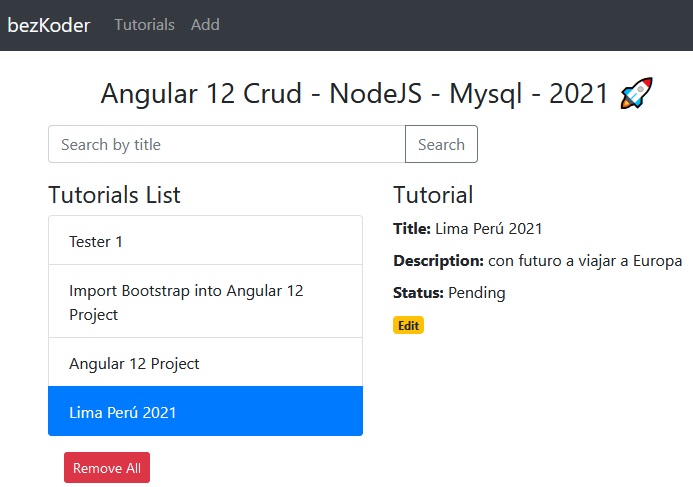 bezKoder Tutorials Add
Angular 12 Crud - NodeJS - Mysql - 2021 🚀
Search by title Search
Tutorials List
Tester 1
Import Bootstrap into Angular 12
Project
Angular 12 Project
Lima Perú 2021
Remove All
Tutorial
Title: Lima Perú 2021
Description: con futuro a viajar a Europa
Status: Pending
Edit